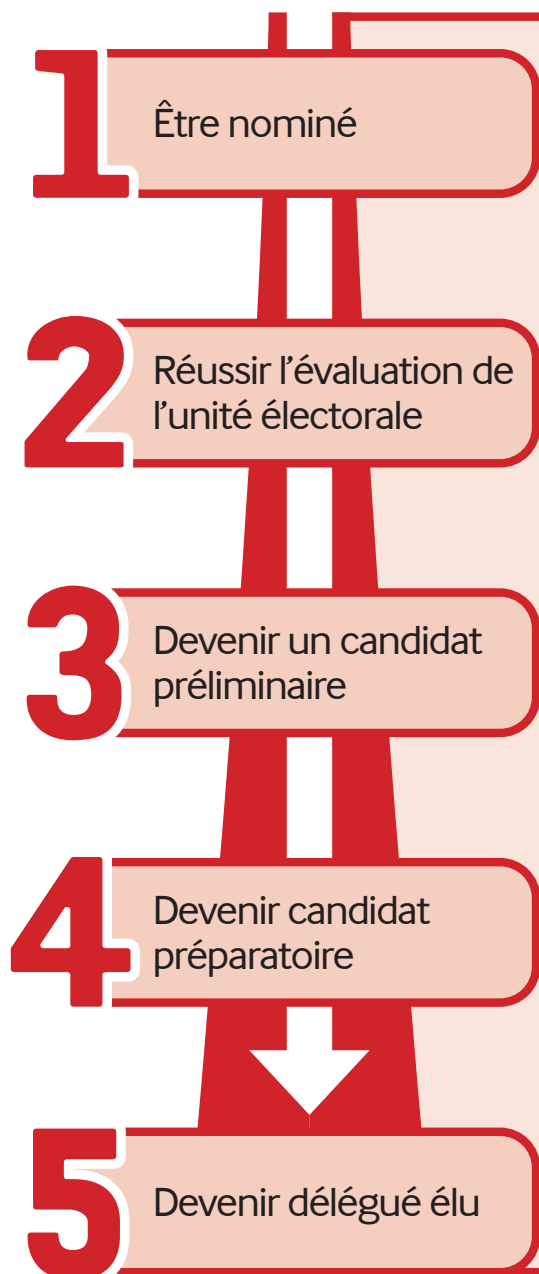 1
Être nominé
2
Réussir l’évaluation de
l’unité électorale
3
Devenir un candidat
préliminaire
4
Devenir candidat
préparatoire
5
Devenir délégué élu